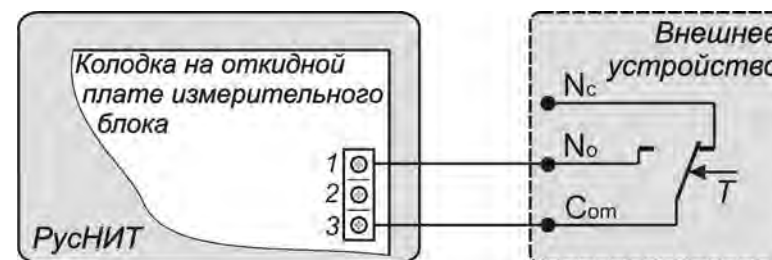 Колодка на откидной
плате измерительного
блока
1
2
3
РусНИТ
Внешнее
устройство
Nc
No
Com
T